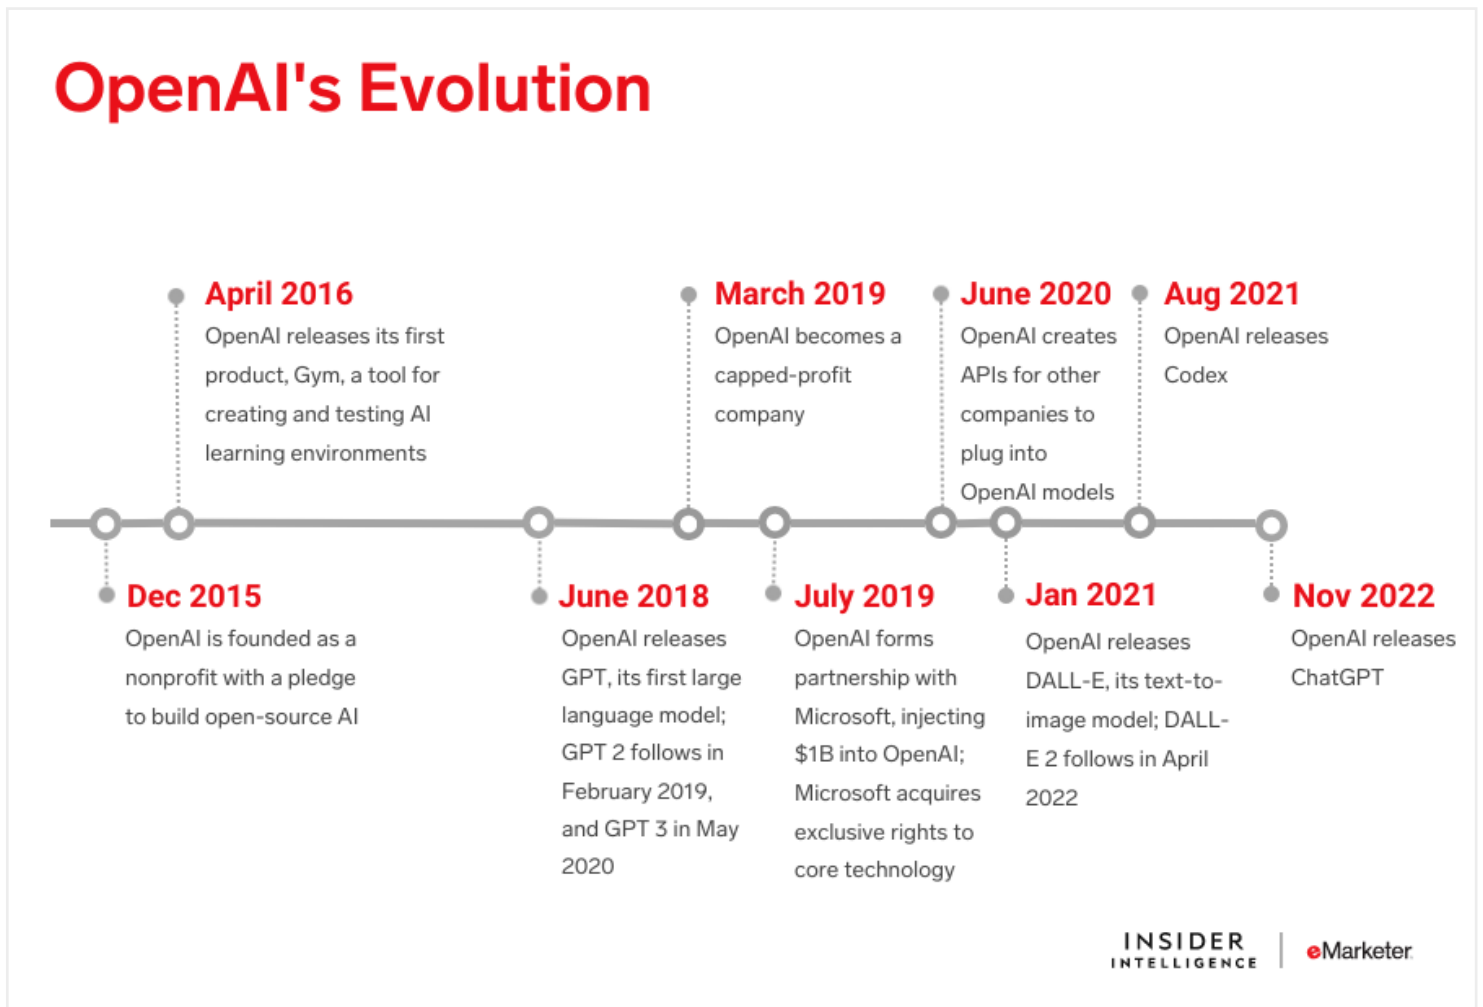 OpenAI's Evolution
April 2016
OpenAI releases its first
product, Gym, a tool for
creating and testing AI
learning environments
March 2019
OpenAI becomes a
capped-profit
company
June 2020
OpenAI creates
APIs for other
companies to
plug into
OpenAI models
Aug 2021
OpenAI releases
Codex
Dec 2015
OpenAI is founded as a
nonprofit with a pledge
to build open-source AI
June 2018
OpenAI releases
GPT, its first large
language model;
GPT 2 follows in
February 2019,
and GPT 3 in May
2020
July 2019
OpenAI forms
partnership with
Microsoft, injecting
$1B into OpenAI;
Microsoft acquires
exclusive rights to
core technology
Jan 2021
OpenAI releases
DALL-E, its text-to-
image model; DALL-
E 2 follows in April
2022
Nov 2022
OpenAI releases
ChatGPT
INSIDER
INTELLIGENCE
eMarketer